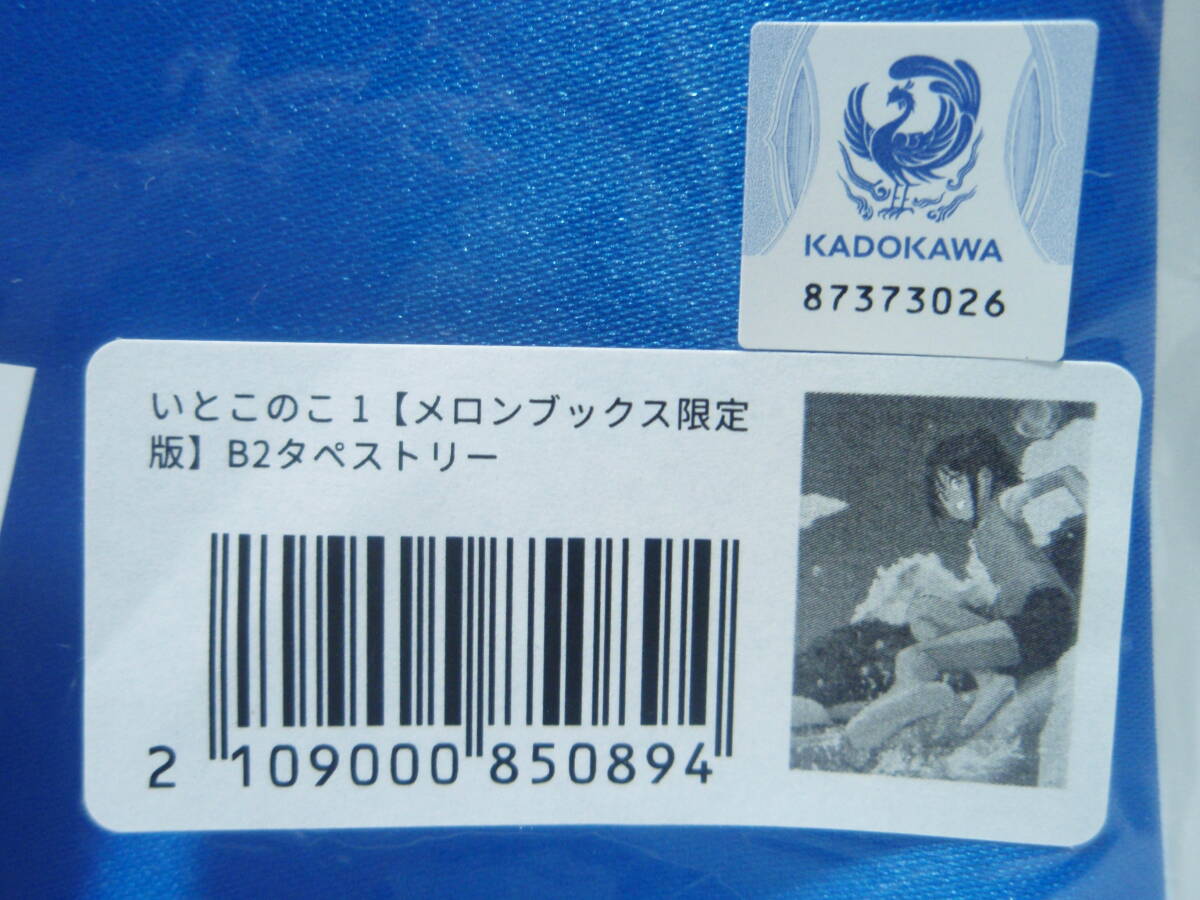 KADOKAWA
87373026
いとこのこ 1【メロンブックス限定
版】B2タペストリー
2 109000 850894